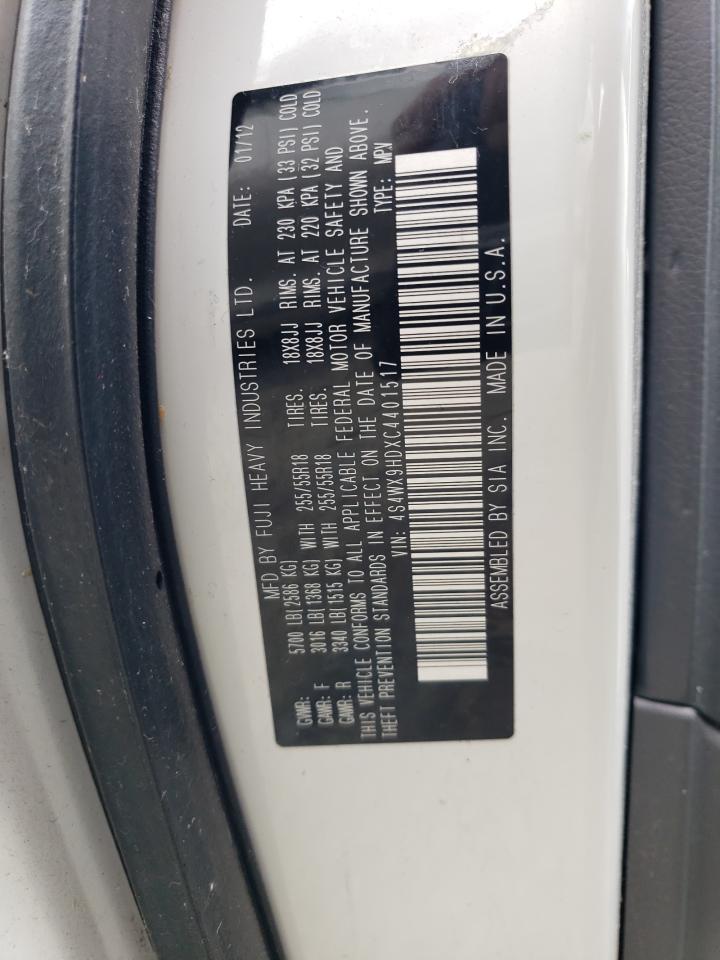 MFD BY FUJI HEAVY INDUSTRIES LTD. DATE: 01/12
GVWR: 5700 LB(2586 KG)
GAWR: F 3016 LB(1368 KG) WITH 255/55R18 TIRES. 18X8JJ RIMS. AT 230 KPA (33 PSI) COLD
GAWR: R 3340 LB(1515 KG) WITH 255/55R18 TIRES. 18X8JJ RIMS. AT 220 KPA (32 PSI) COLD
THIS VEHICLE CONFORMS TO ALL APPLICABLE FEDERAL MOTOR VEHICLE SAFETY AND
THEFT PREVENTION STANDARDS IN EFFECT ON THE DATE OF MANUFACTURE SHOWN ABOVE.
VIN: 4S4WX9HDXC4401517 TYPE: MPV
ASSEMBLED BY SIA INC. MADE IN U.S.A.